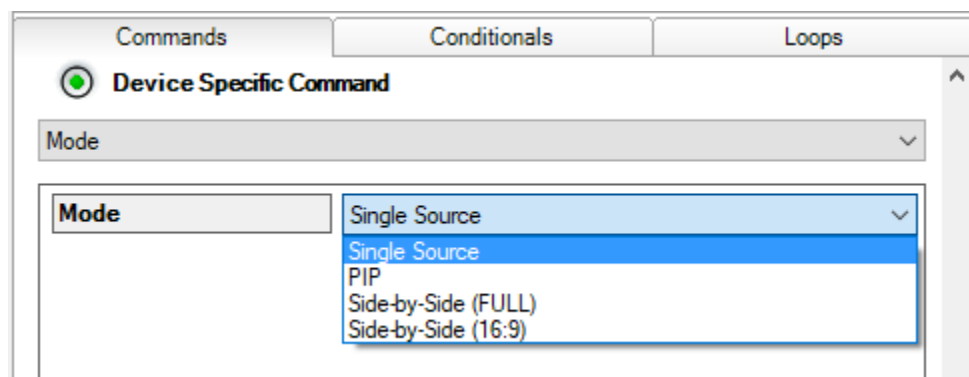 Commands Conditionals Loops
Device Specific Command
Mode
Mode Single Source
Single Source
PIP
Side-by-Side (FULL)
Side-by-Side (16:9)